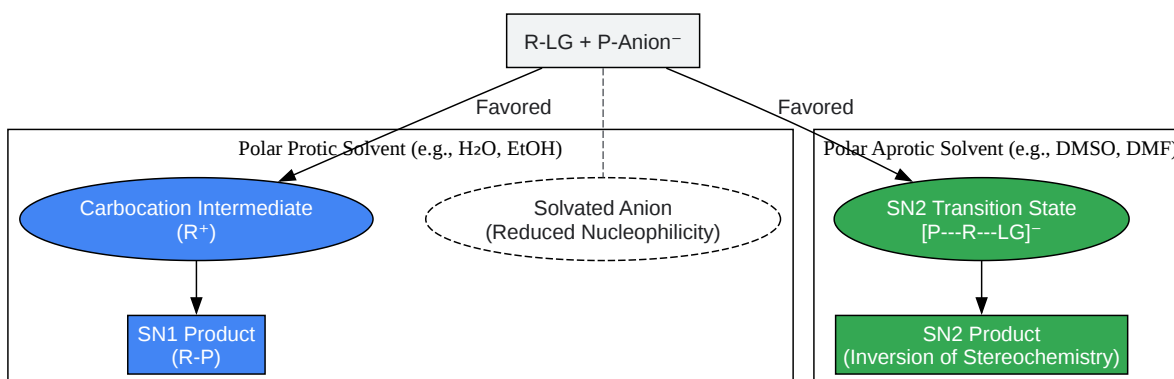 R-LG + P-Anion⁻
Favored
Favored
Polar Protic Solvent (e.g., H₂O, EtOH)
Polar Aprotic Solvent (e.g., DMSO, DMF)
Carbocation Intermediate
(R⁺)
Solvated Anion
(Reduced Nucleophilicity)
SN2 Transition State
[P---R---LG]⁻
SN1 Product
(R-P)
SN2 Product
(Inversion of Stereochemistry)